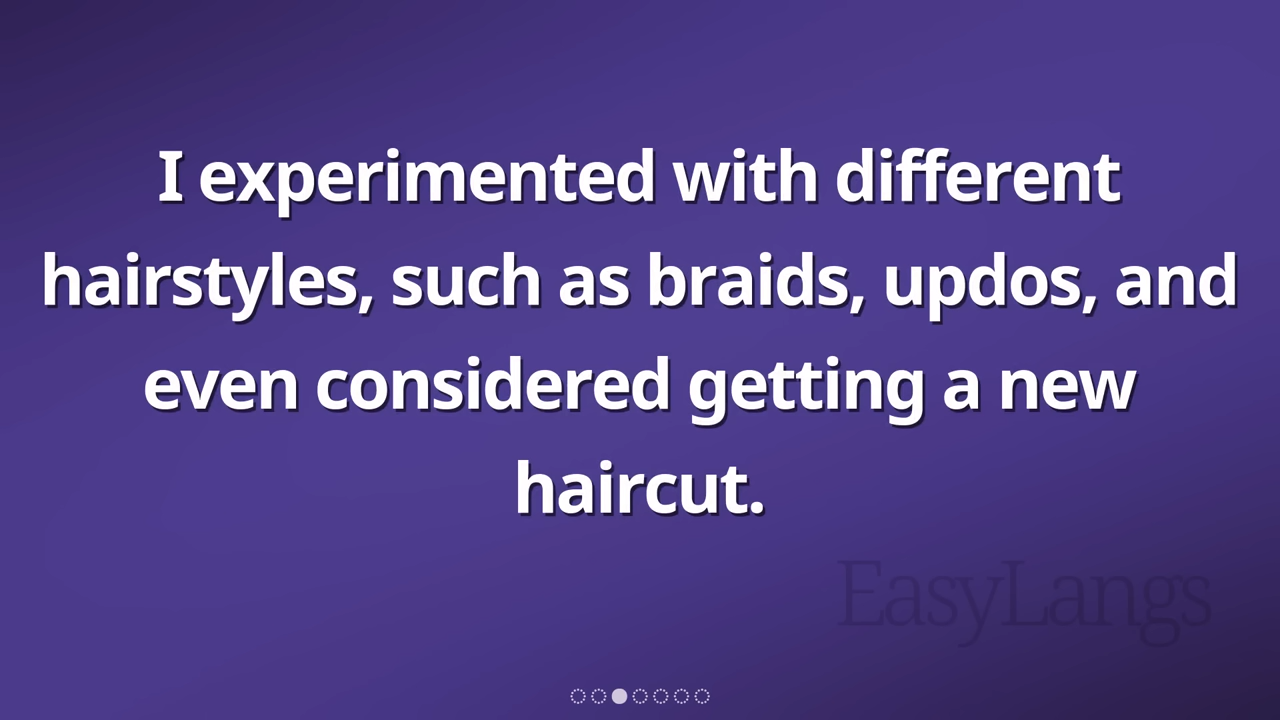 I experimented with different
hairstyles, such as braids, updos, and
even considered getting a new
haircut.
EasyLangs